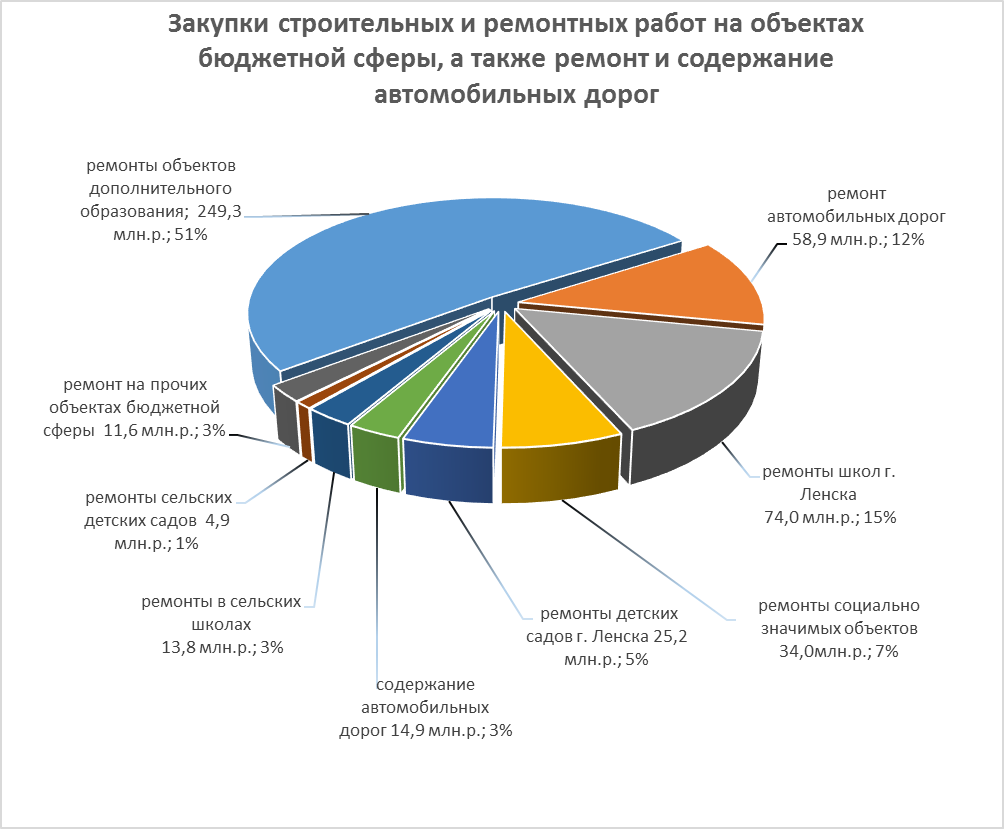 Закупки строительных и ремонтных работ на объектах
бюджетной сферы, а также ремонт и содержание
автомобильных дорог
ремонты объектов
дополнительного
образования;  249,3
млн.р.; 51%
ремонт
автомобильных дорог
58,9 млн.р.; 12%
ремонт на прочих
объектах бюджетной
сферы  11,6 млн.р.; 3%
ремонты школ г.
Ленска
74,0 млн.р.; 15%
ремонты сельских
детских садов  4,9
млн.р.; 1%
ремонты в сельских
школах
13,8 млн.р.; 3%
ремонты детских
садов г. Ленска 25,2
млн.р.; 5%
ремонты социально
значимых объектов
34,0млн.р.; 7%
содержание
автомобильных
дорог 14,9 млн.р.; 3%